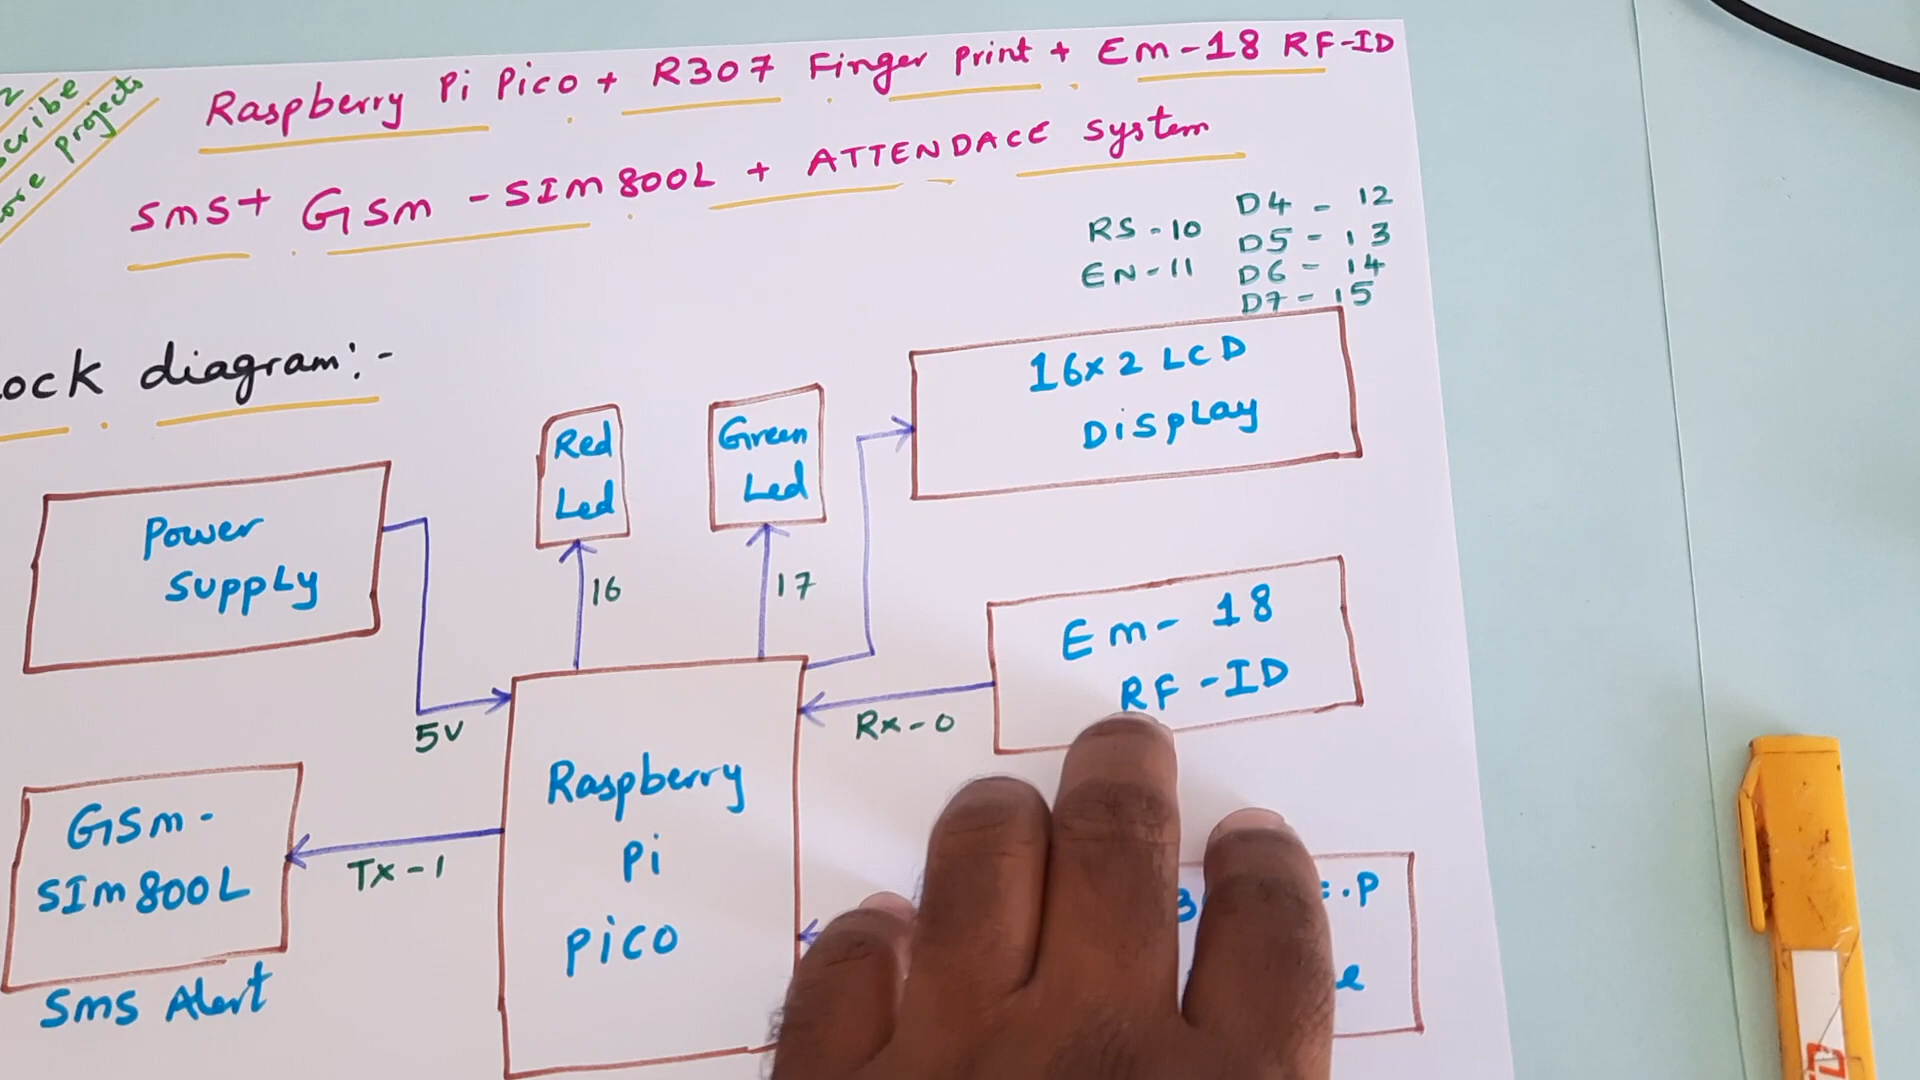 Raspberry Pi Pico + R307 Finger print + Em-18 RF-ID
Sms+ Gsm - SIm 800L + ATTENDACE system
cribe
projects
RS - 10
EN - 11
D4 - 12
D5 - 13
D6 - 14
D7 - 15
ock diagram:-
Power
supply
5v
Red
Led
16
Green
Led
17
16x2 LCD
Display
Em- 18
RF-ID
Rx-0
Raspberry
Pi
pico
Gsm-
SIm 800L
Tx-1
Sms Alert